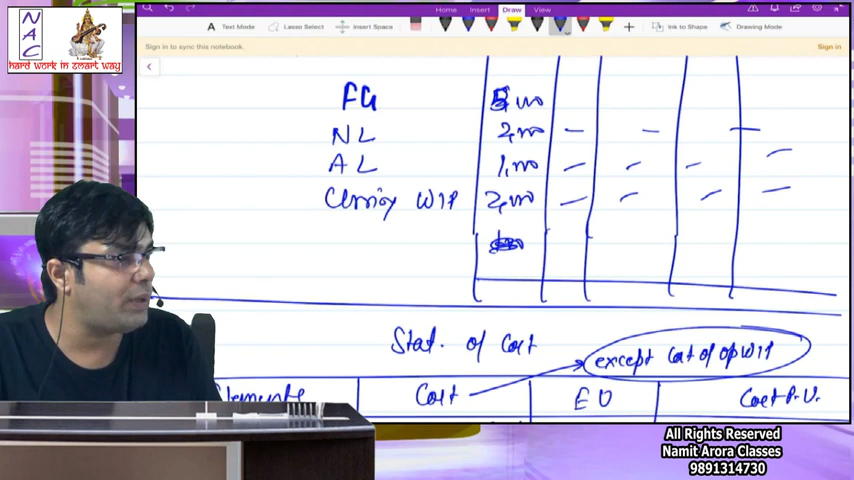 NAC
hard work in smart way
Home Insert Draw View
Text Mode Lasso Select Insert Space Ink to Shape Drawing Mode
Sign in to sync this notebook. Sign in
FG
NL 2,000
AL 1,000
Closing WIP 2,000
Stat. of Cost
except Cost of op WIP
Elements Cost EU Cost P.U.
All Rights Reserved
Namit Arora Classes
9891314730